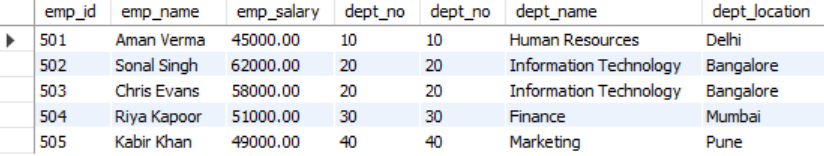 emp_id emp_name emp_salary dept_no dept_no dept_name dept_location
501 Aman Verma 45000.00 10 10 Human Resources Delhi
502 Sonal Singh 62000.00 20 20 Information Technology Bangalore
503 Chris Evans 58000.00 20 20 Information Technology Bangalore
504 Riya Kapoor 51000.00 30 30 Finance Mumbai
505 Kabir Khan 49000.00 40 40 Marketing Pune